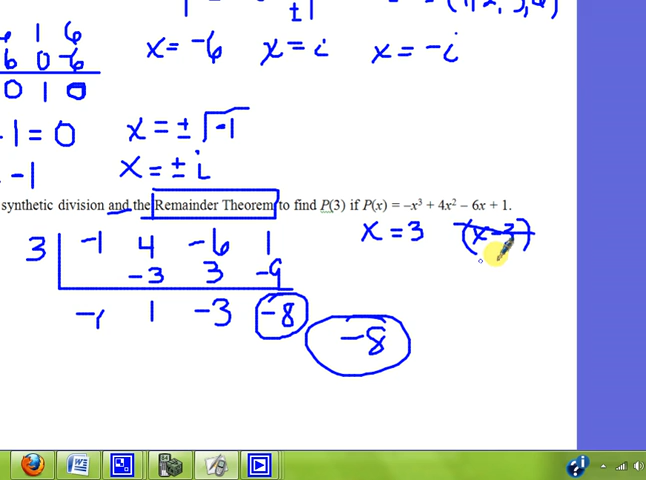 1 6
6 0 -6
0 1 0
x = -6 x = i x = -i
-1 = 0 x = ± √-1
-1 x = ± i
synthetic division and the Remainder Theorem to find P(3) if P(x) = –x³ + 4x² – 6x + 1.
3 | -1 4 -6 1 x = 3 (x-3)
-3 3 -9
-1 1 -3 -8
-8